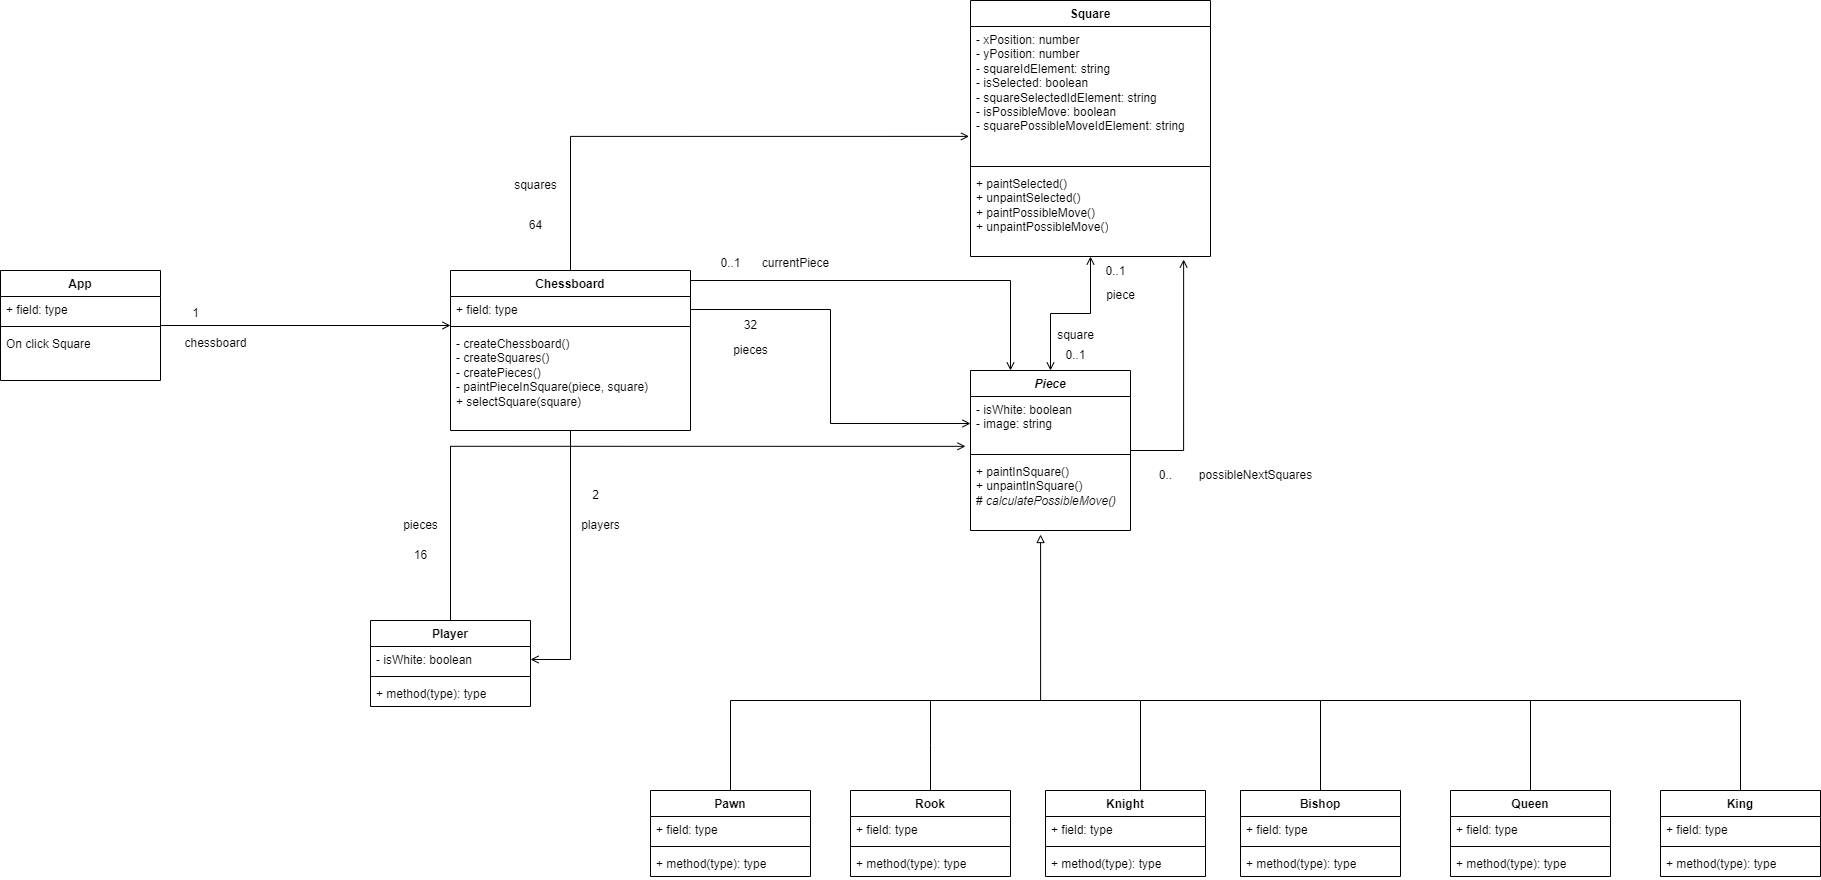 Square
- xPosition: number
- yPosition: number
- squareIdElement: string
- isSelected: boolean
- squareSelectedIdElement: string
- isPossibleMove: boolean
- squarePossibleMoveIdElement: string
+ paintSelected()
+ unpaintSelected()
+ paintPossibleMove()
+ unpaintPossibleMove()
squares
64
App
+ field: type
On click Square
1
chessboard
Chessboard
+ field: type
- createChessboard()
- createSquares()
- createPieces()
- paintPieceInSquare(piece, square)
+ selectSquare(square)
0..1 currentPiece
32
pieces
0..1
piece
square
0..1
Piece
- isWhite: boolean
- image: string
+ paintInSquare()
+ unpaintInSquare()
# calculatePossibleMove()
0.. possibleNextSquares
2
players
pieces
16
Player
- isWhite: boolean
+ method(type): type
Pawn
+ field: type
+ method(type): type
Rook
+ field: type
+ method(type): type
Knight
+ field: type
+ method(type): type
Bishop
+ field: type
+ method(type): type
Queen
+ field: type
+ method(type): type
King
+ field: type
+ method(type): type